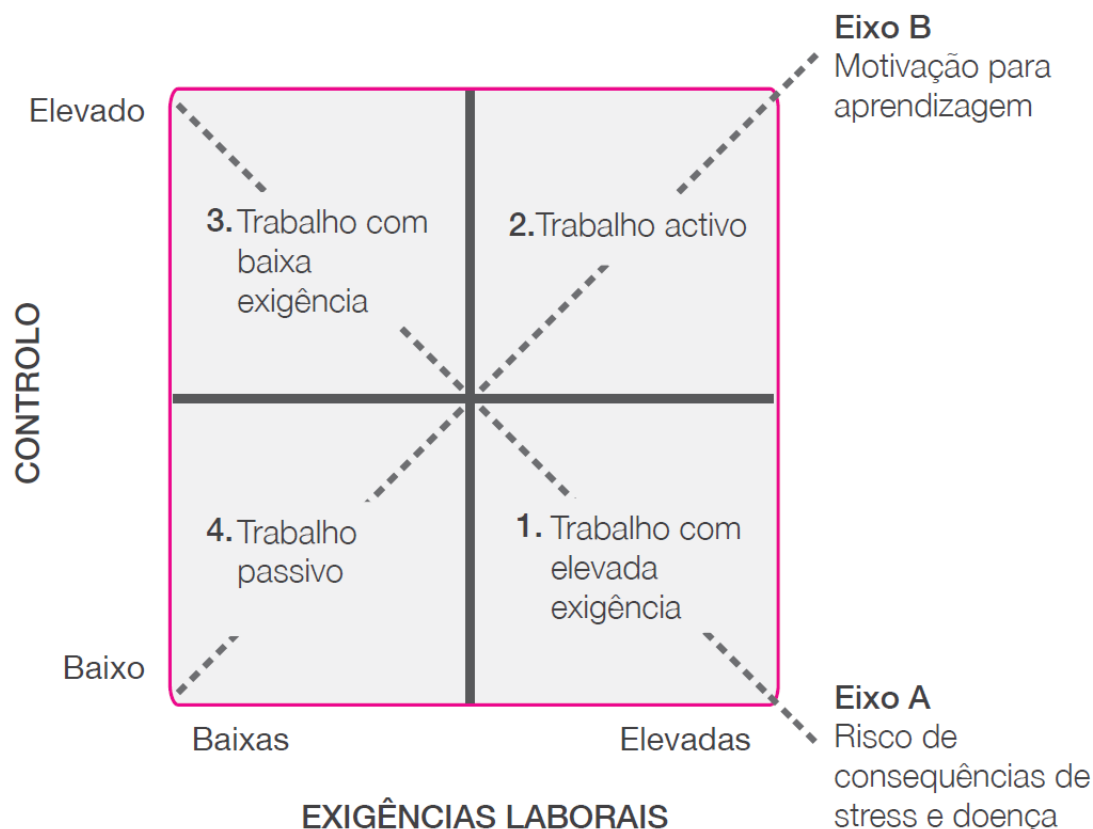 Eixo B
Motivação para
aprendizagem
Elevado
3. Trabalho com
baixa
exigência
2.Trabalho activo
CONTROLO
4. Trabalho
passivo
1. Trabalho com
elevada
exigência
Baixo
Baixas
Elevadas
Eixo A
Risco de
consequências de
stress e doença
EXIGÊNCIAS LABORAIS